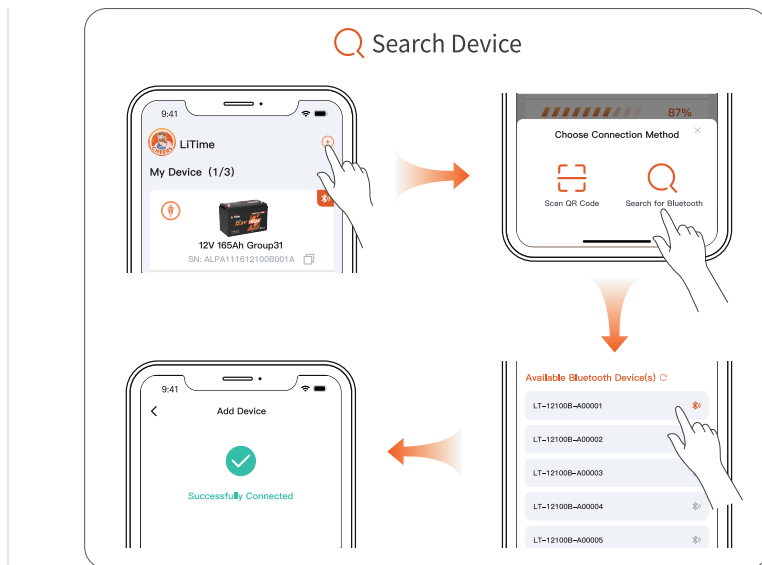 Search Device
9:41
LiTime
My Device (1/3)
12V 165Ah Group31
SN: ALPA111612100B001A
87%
Choose Connection Method
Scan QR Code
Search for Bluetooth
Available Bluetooth Device(s)
LT-12100B-A00001
LT-12100B-A00002
LT-12100B-A00003
LT-12100B-A00004
LT-12100B-A00005
9:41
Add Device
Successfully Connected